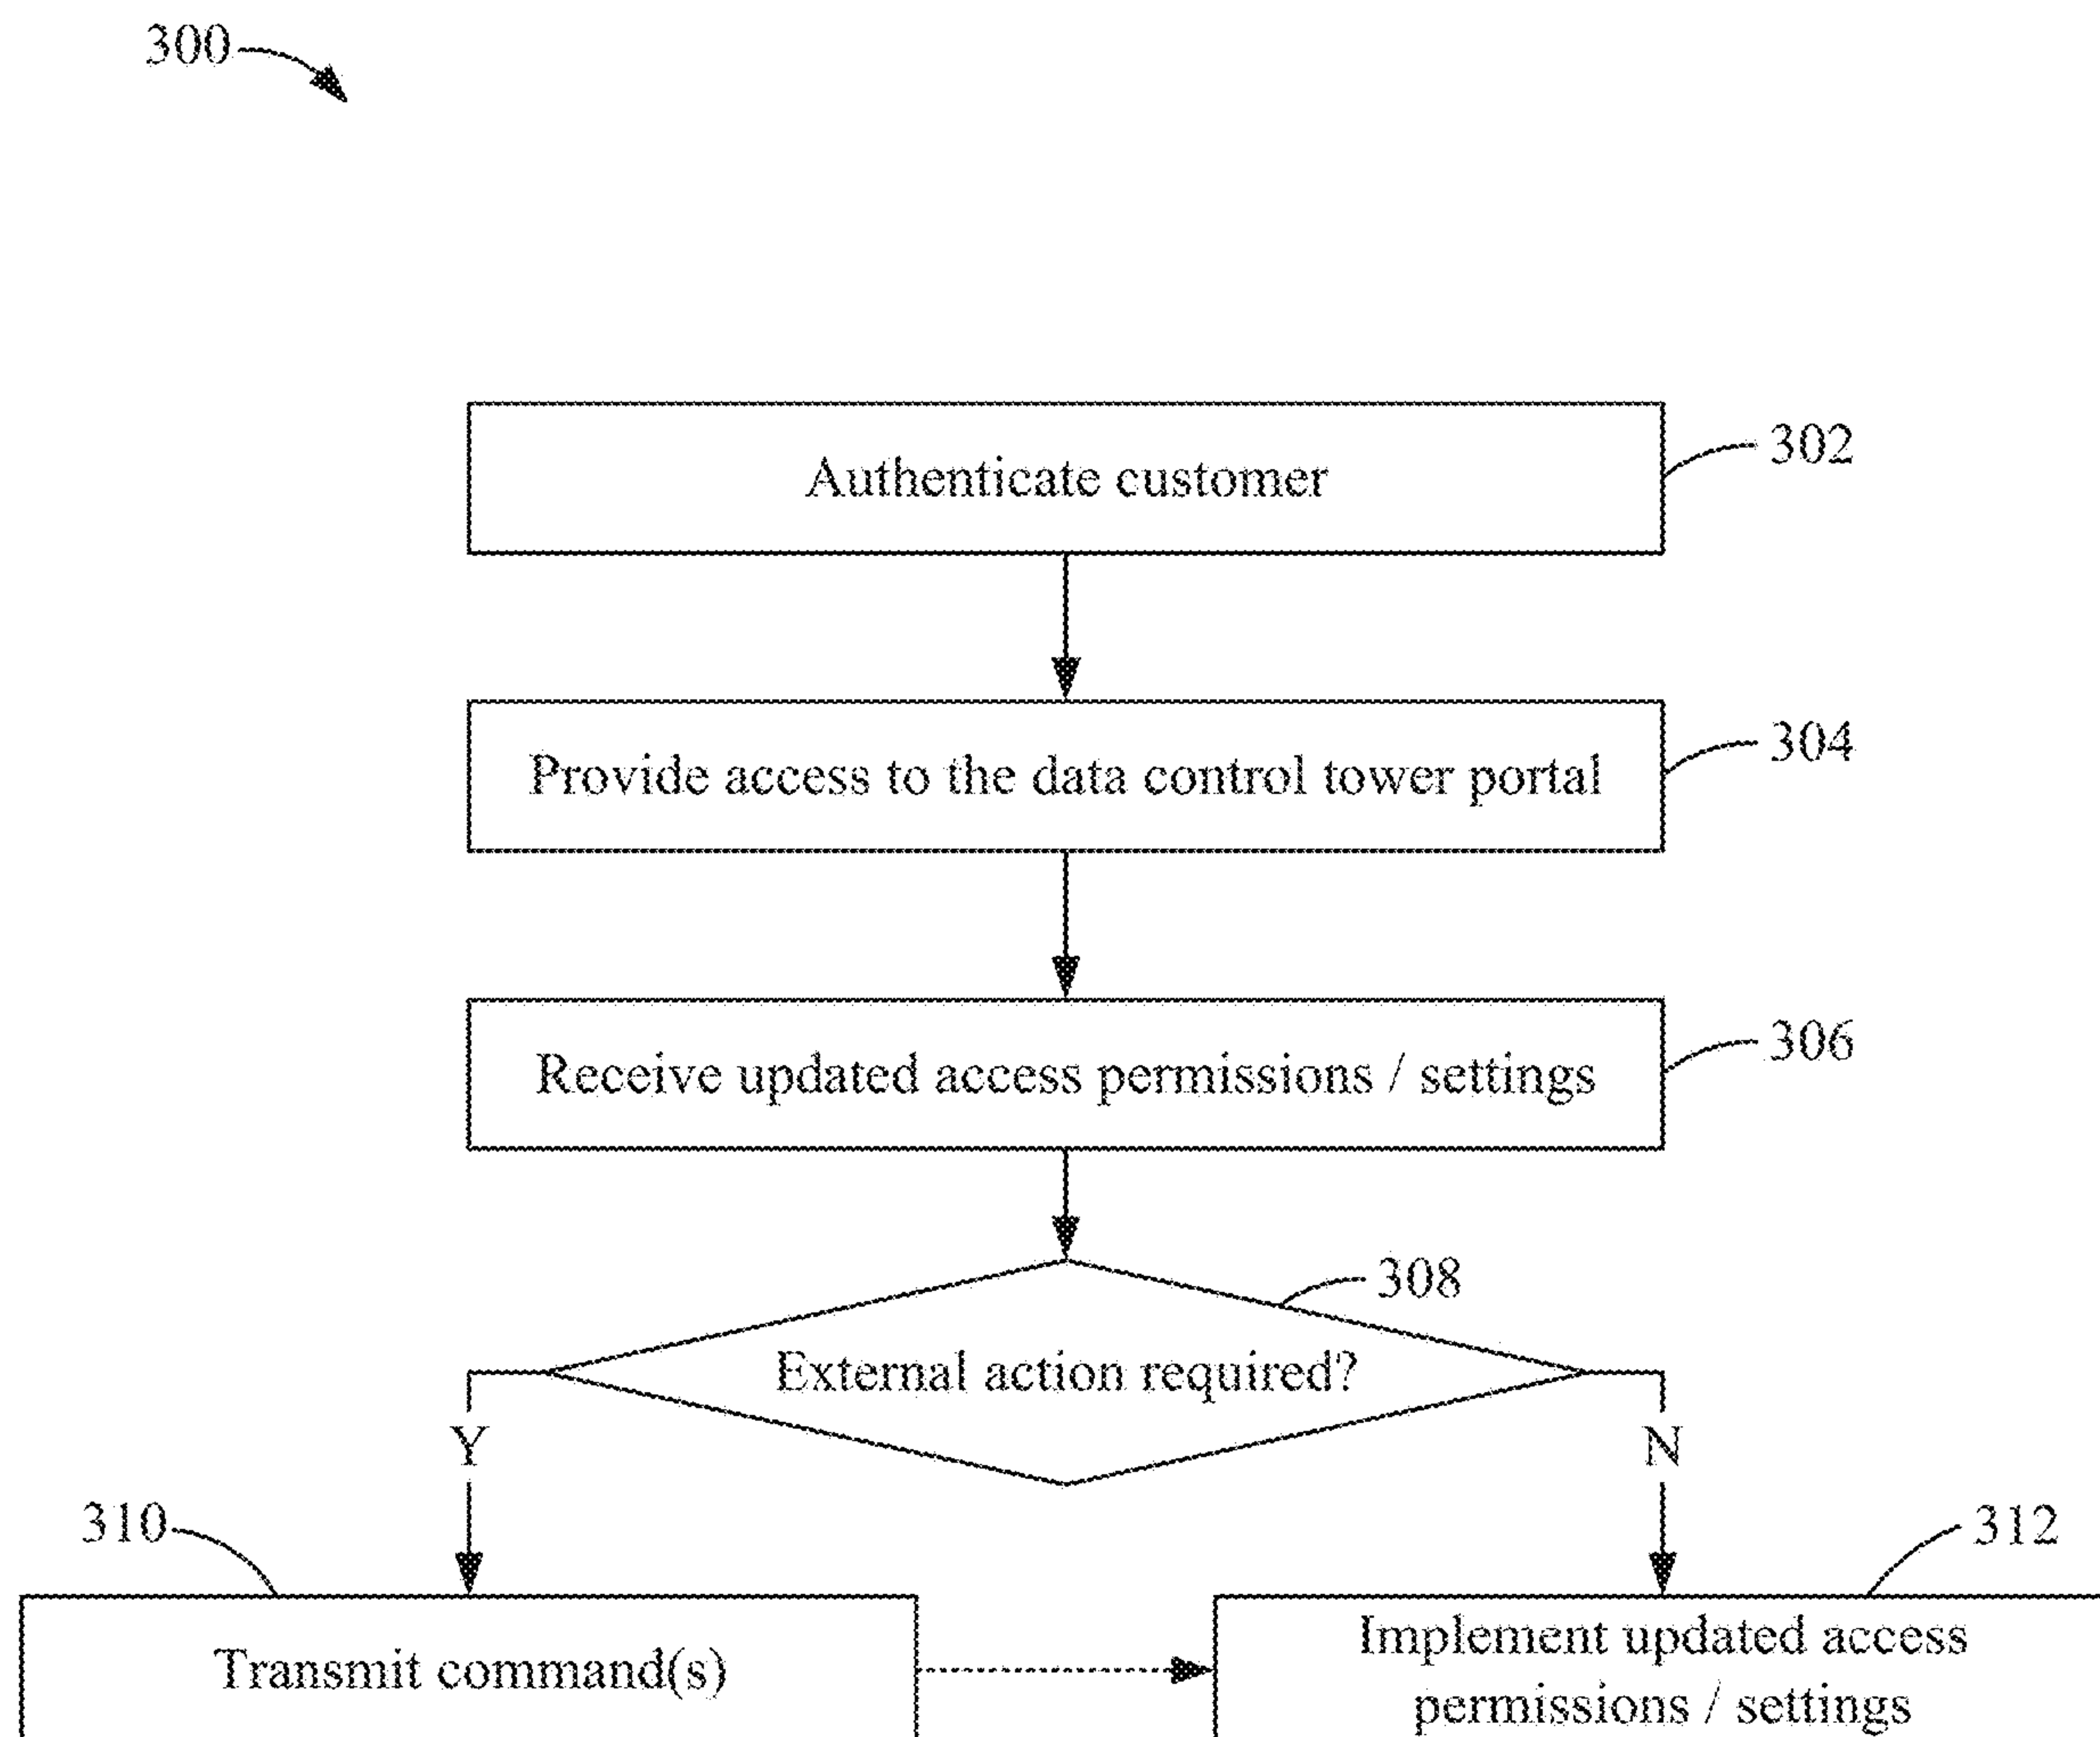 300
Authenticate customer
302
Provide access to the data control tower portal
304
Receive updated access permissions / settings
306
308
External action required?
Y
N
310
312
Transmit command(s)
Implement updated access
permissions / settings